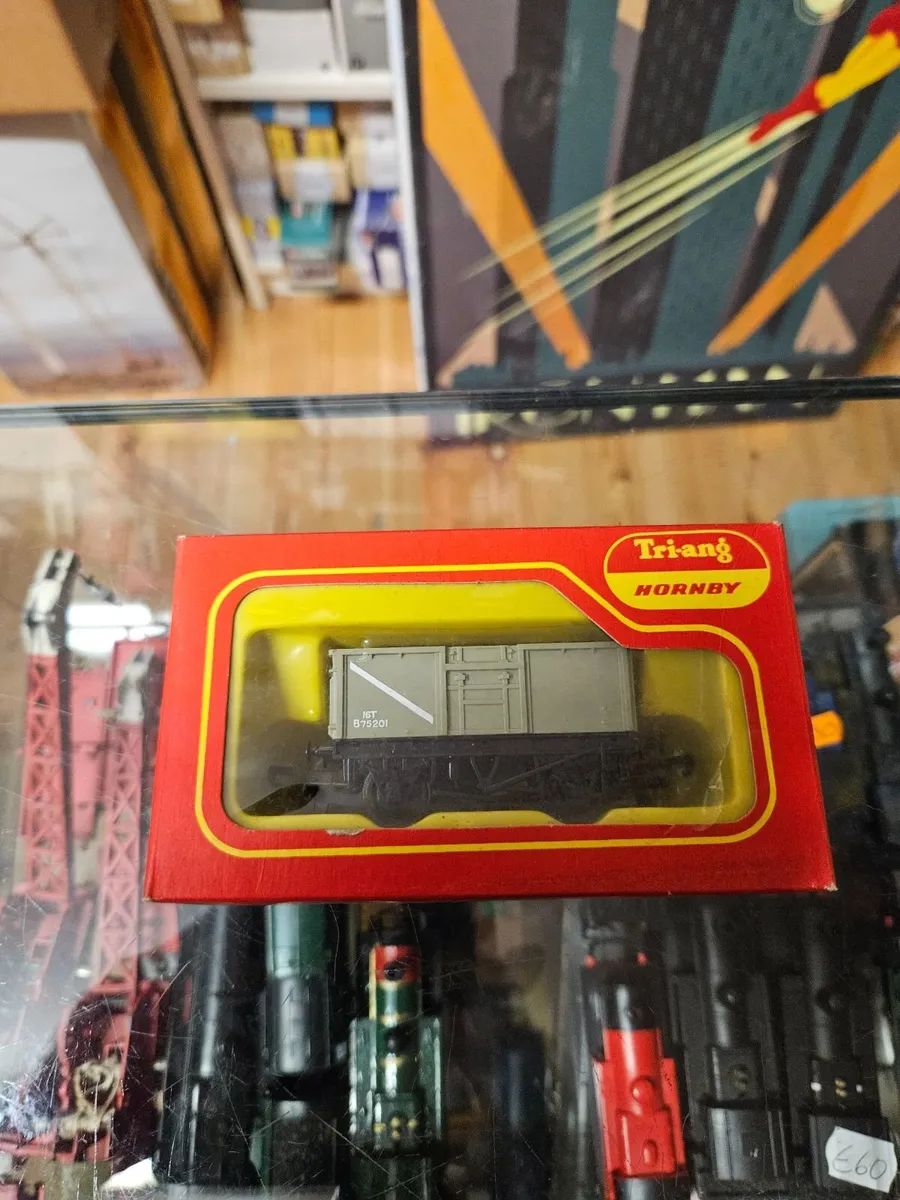 Tri-ang
HORNBY
16T
B75201
£60